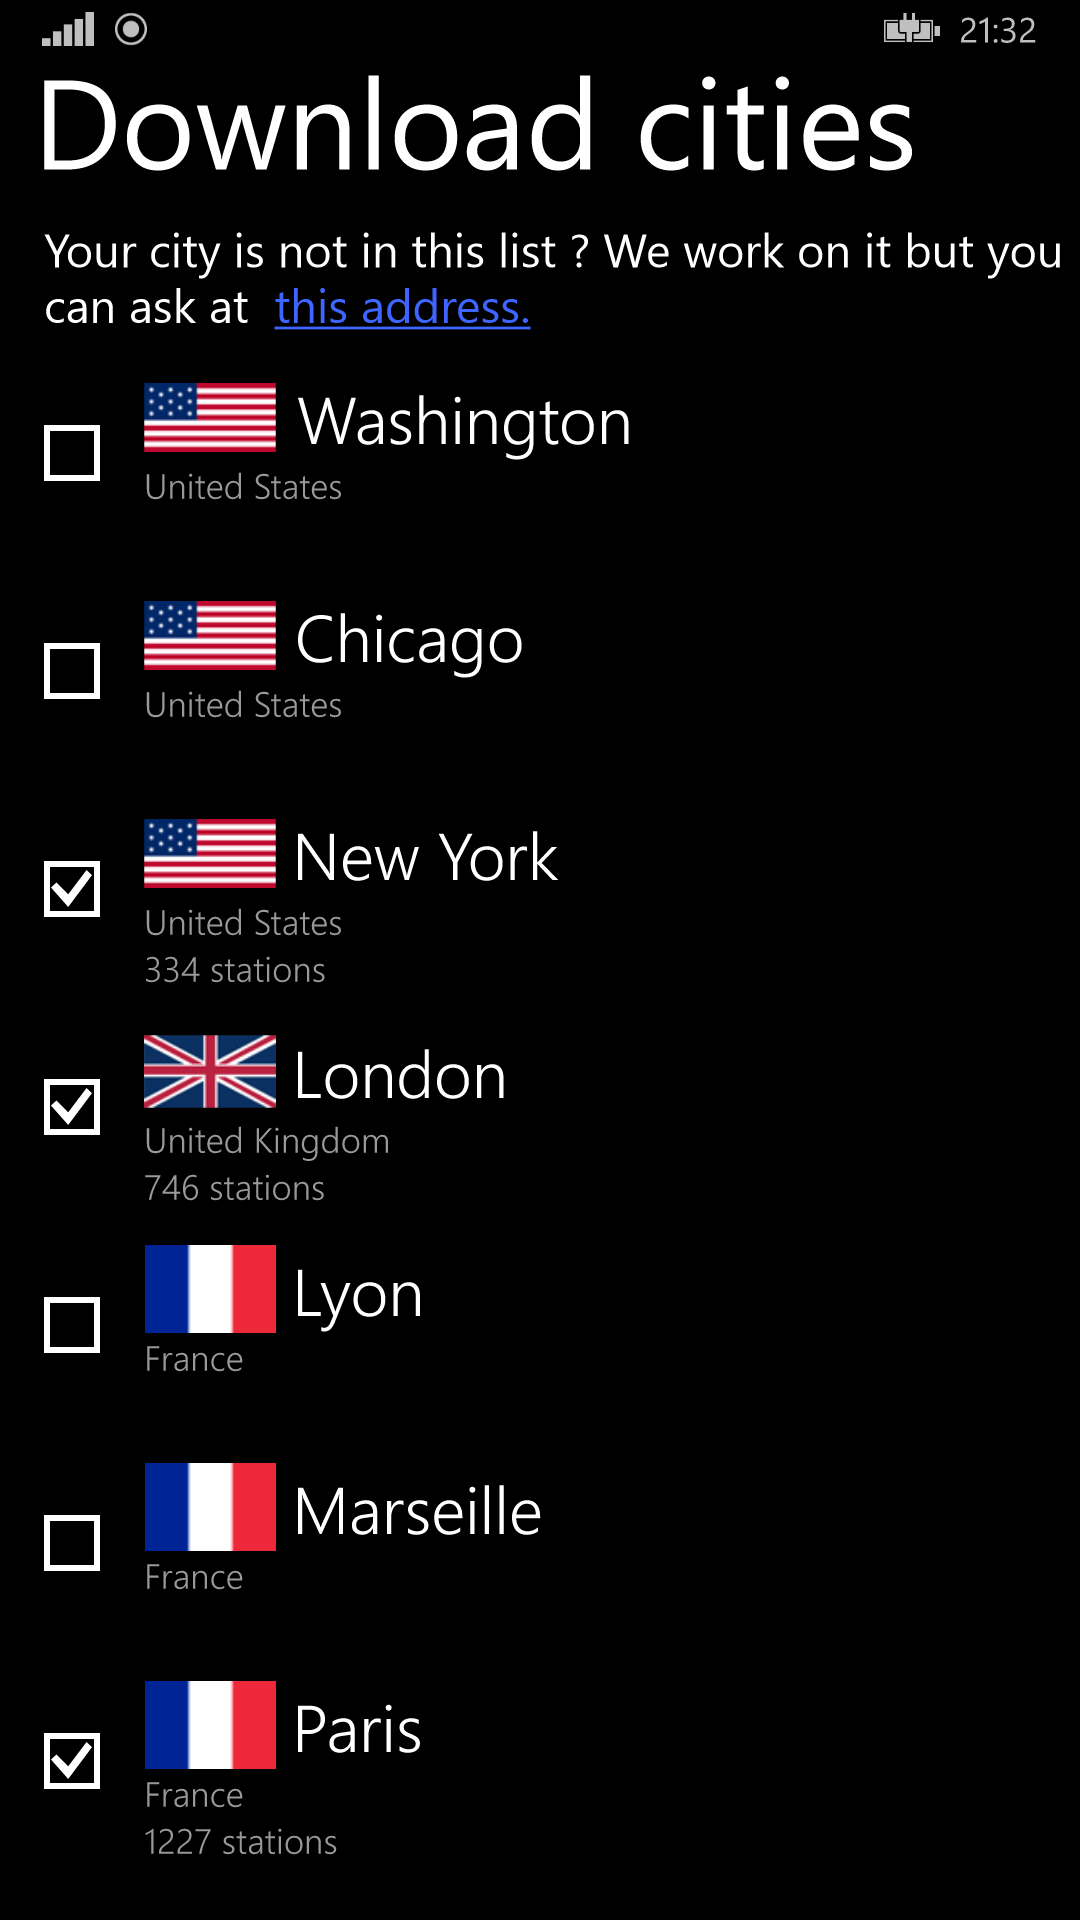 21:32
Download cities
Your city is not in this list ? We work on it but you
can ask at this address.
Washington
United States
Chicago
United States
New York
United States
334 stations
London
United Kingdom
746 stations
Lyon
France
Marseille
France
Paris
France
1227 stations